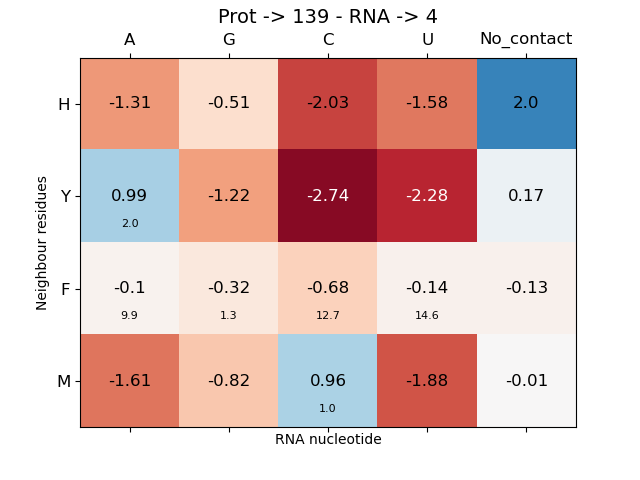 Prot -> 139 - RNA -> 4
A G C U No_contact
H -1.31 -0.51 -2.03 -1.58 2.0
Y 0.99 -1.22 -2.74 -2.28 0.17
2.0
F -0.1 -0.32 -0.68 -0.14 -0.13
9.9 1.3 12.7 14.6
M -1.61 -0.82 0.96 -1.88 -0.01
1.0
Neighbour residues
RNA nucleotide